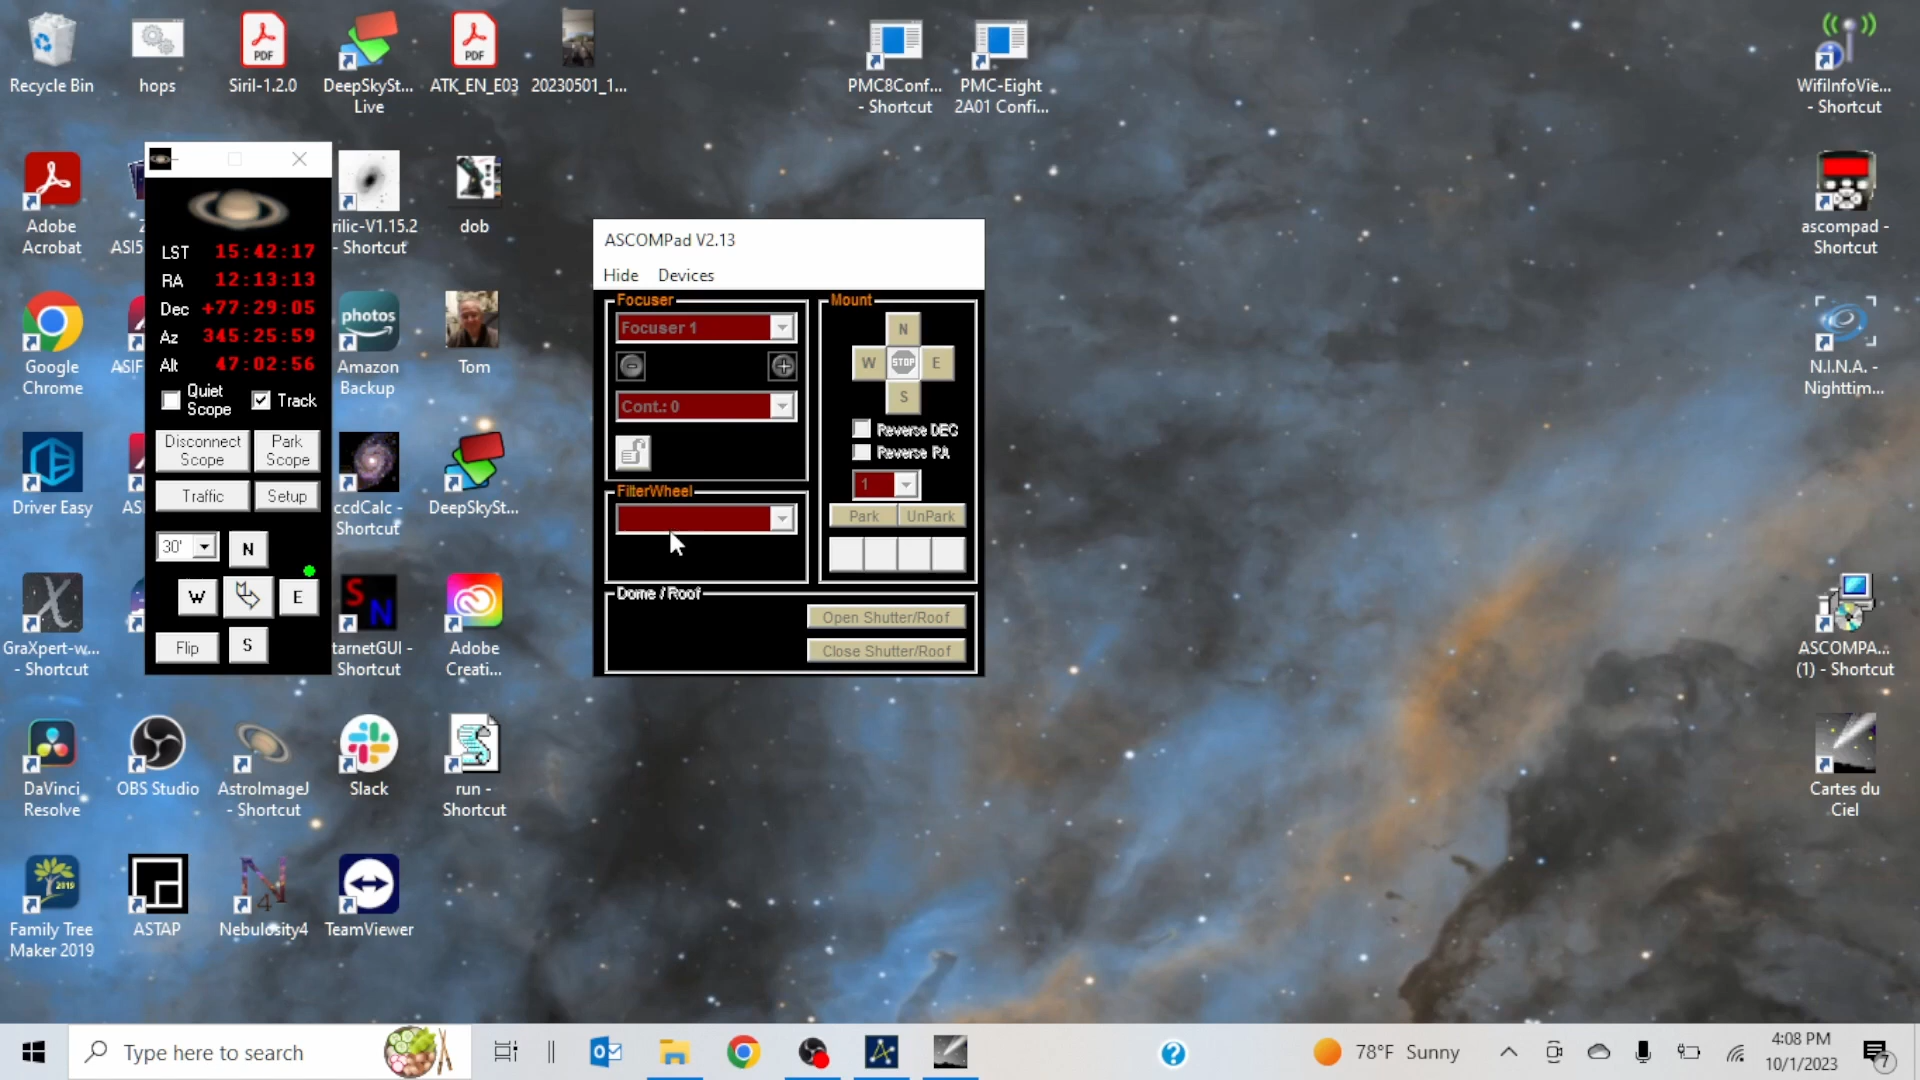 Recycle Bin
hops
Siril-1.2.0
DeepSkySt...
Live
ATK_EN_E03
20230501_1...
PMC8Conf...
- Shortcut
PMC-Eight
2A01 Confi...
WifiInfoVie...
- Shortcut
Adobe
Acrobat
ASI5
rilic-V1.15.2
- Shortcut
dob
ascompad -
Shortcut
LST 15:42:17
RA 12:13:13
Dec +77:29:05
Az 345:25:59
Alt 47:02:56
Quiet
Scope
Track
Disconnect
Scope
Park
Scope
Traffic
Setup
30'
N
W
E
Flip
S
ASCOMPad V2.13
Hide Devices
Focuser
Focuser 1
Cont.: 0
FilterWheel
Mount
N
W STOP E
S
Reverse DEC
Reverse RA
1
Park UnPark
Dome / Roof
Open Shutter/Roof
Close Shutter/Roof
Google
Chrome
ASIF
photos
Amazon
Backup
Tom
N.I.N.A. -
Nighttim...
Driver Easy
ccdCalc -
Shortcut
DeepSkySt...
GraXpert-w...
- Shortcut
S N
tarnetGUI -
Shortcut
Adobe
Creati...
ASCOMPA...
(1) - Shortcut
DaVinci
Resolve
OBS Studio
AstroImageJ
- Shortcut
Slack
run -
Shortcut
Cartes du
Ciel
2019
Family Tree
Maker 2019
ASTAP
N 4
Nebulosity4
TeamViewer
Type here to search
78°F Sunny
4:08 PM
10/1/2023
7